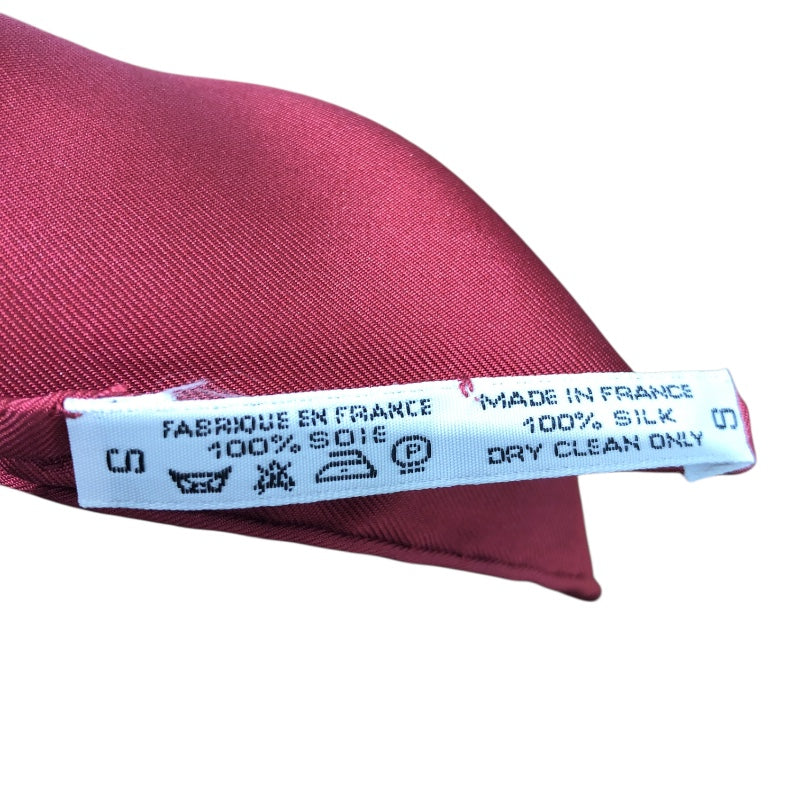 S
FABRIQUE EN FRANCE
100% SOIE
P
MADE IN FRANCE
100% SILK
DRY CLEAN ONLY
S